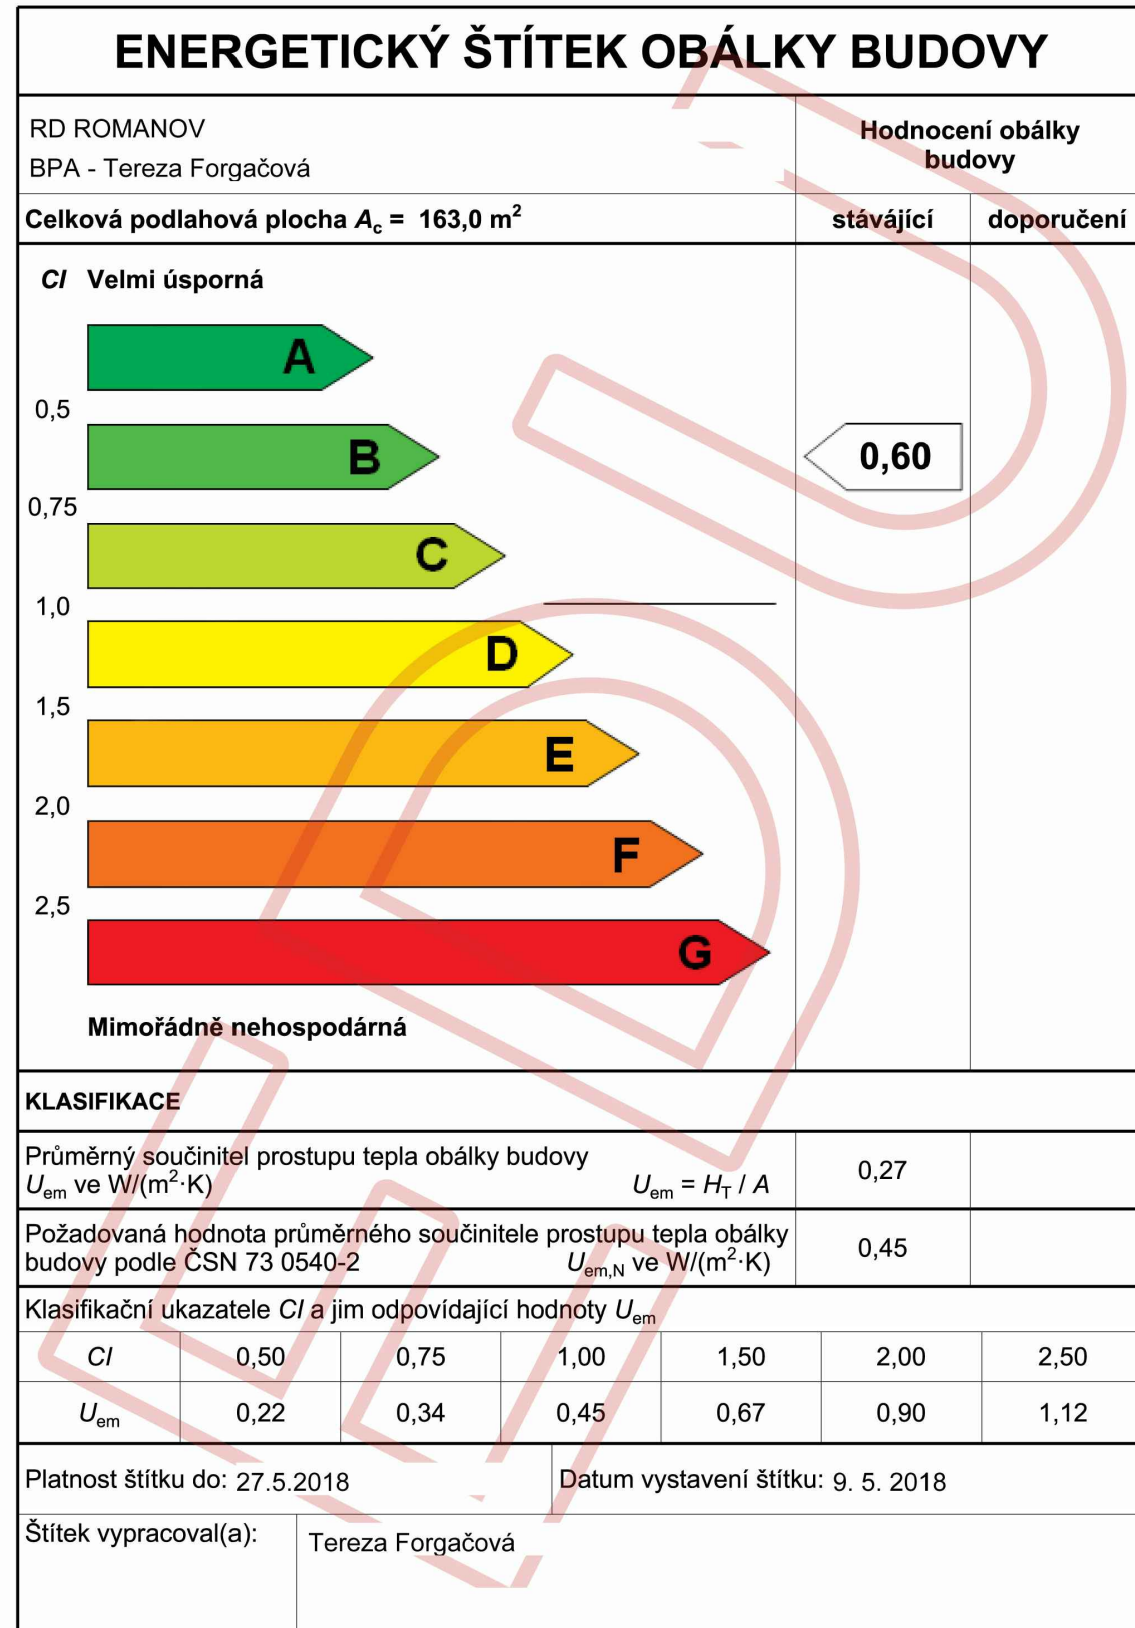 ENERGETICKÝ ŠTÍTEK OBÁLKY BUDOVY
RD ROMANOV
BPA - Tereza Forgačová
Hodnocení obálky
budovy
Celková podlahová plocha Ac = 163,0 m²
stávající
doporučení
CI Velmi úsporná
A
0,5
B
0,60
0,75
C
1,0
D
1,5
E
2,0
F
2,5
G
Mimořádně nehospodárná
KLASIFIKACE
Průměrný součinitel prostupu tepla obálky budovy
Uem ve W/(m²·K) Uem = HT / A
0,27
Požadovaná hodnota průměrného součinitele prostupu tepla obálky
budovy podle ČSN 73 0540-2 Uem,N ve W/(m²·K)
0,45
Klasifikační ukazatele CI a jim odpovídající hodnoty Uem
CI 0,50 0,75 1,00 1,50 2,00 2,50
Uem 0,22 0,34 0,45 0,67 0,90 1,12
Platnost štítku do: 27.5.2018
Datum vystavení štítku: 9. 5. 2018
Štítek vypracoval(a):
Tereza Forgačová
EDU